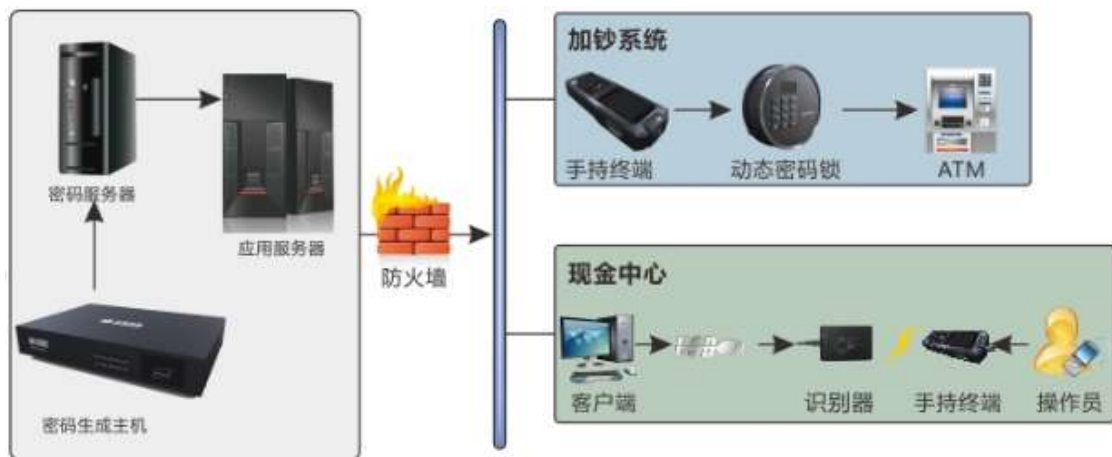 加钞系统
手持终端
动态密码锁
ATM
密码服务器
应用服务器
防火墙
密码生成主机
现金中心
客户端
识别器
手持终端
操作员